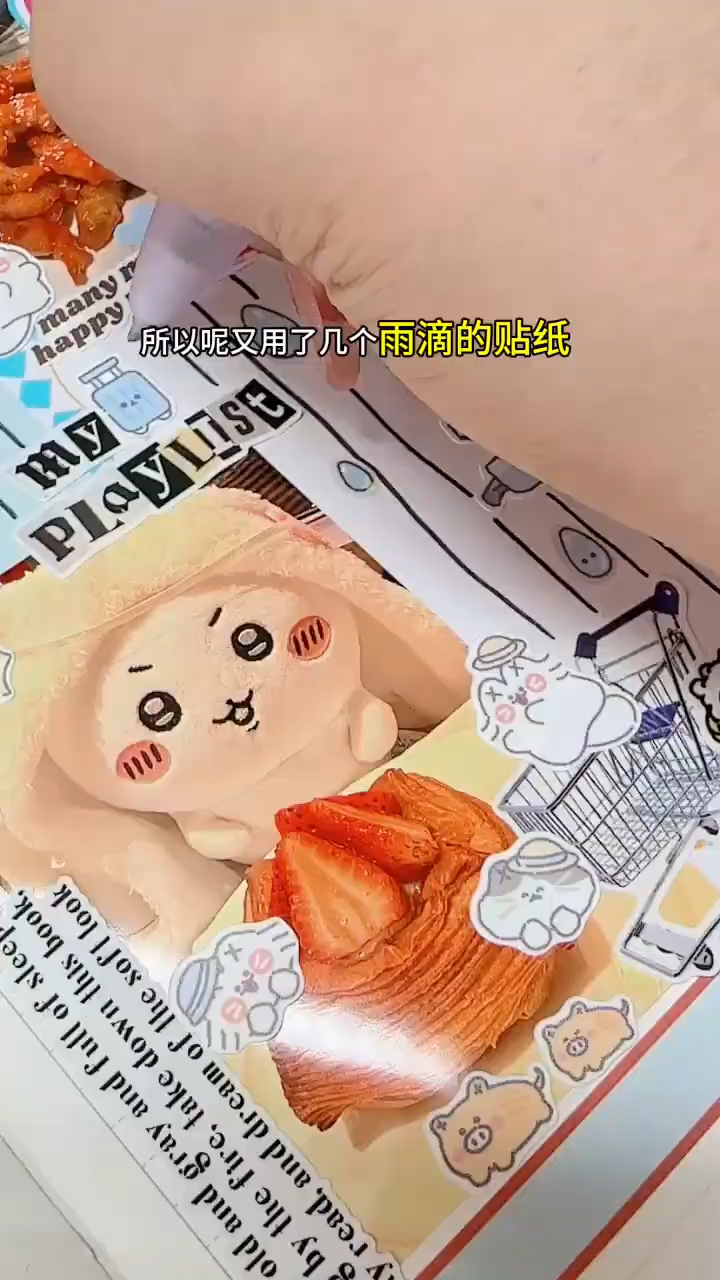 所以呢又用了几个雨滴的贴纸
many m
happy
My
PLaYLIST
old and gray and full of sleep
g by the fire, take down this book,
y read, and dream of the soft look